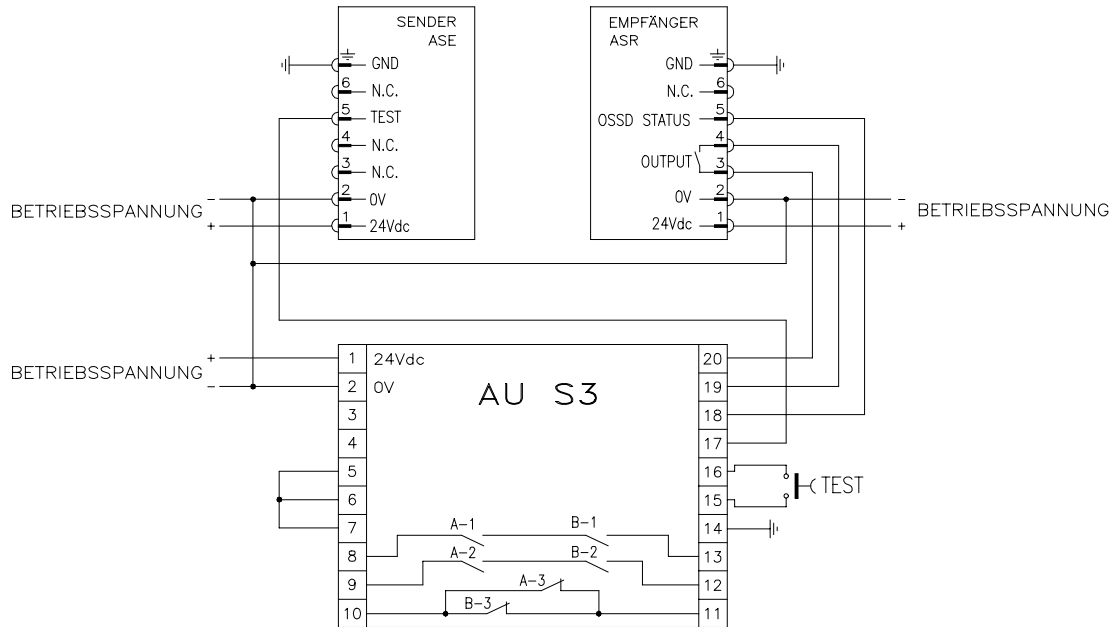 SENDER
ASE
GND
6 N.C.
5 TEST
4 N.C.
3 N.C.
2 0V
1 24Vdc
EMPFÄNGER
ASR
GND
N.C. 6
OSSD STATUS 5
4
OUTPUT 3
0V 2
24Vdc 1
BETRIEBSSPANNUNG - +
- + BETRIEBSSPANNUNG
BETRIEBSSPANNUNG + -
AU S3
1 24Vdc
2 0V
3
4
5
6
7
8
9
10
20
19
18
17
16
15
14
13
12
11
TEST
A-1 B-1
A-2 B-2
A-3
B-3